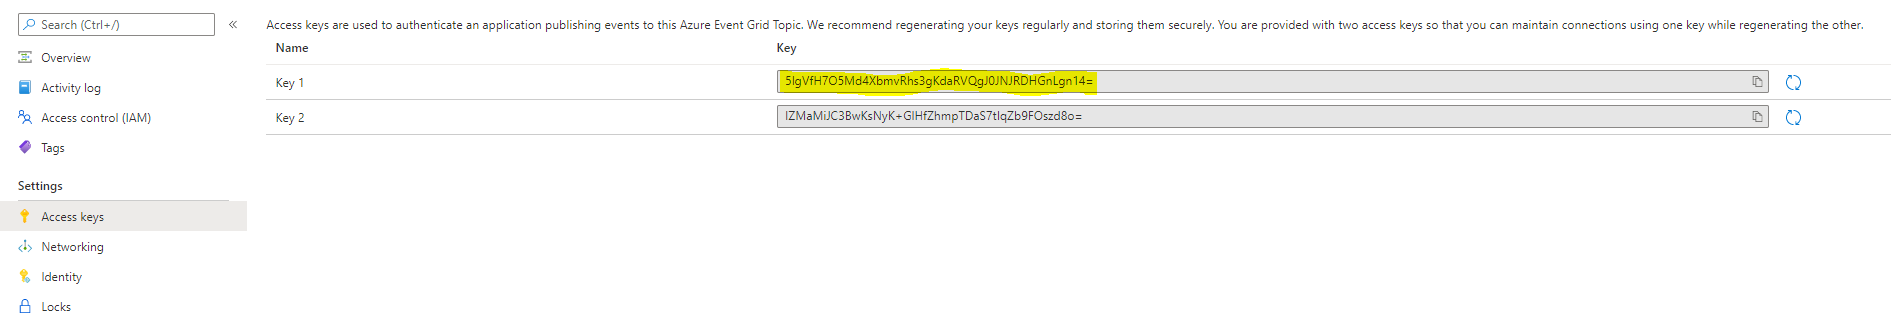 Search (Ctrl+/)
Overview
Activity log
Access control (IAM)
Tags
Settings
Access keys
Networking
Identity
Locks
Access keys are used to authenticate an application publishing events to this Azure Event Grid Topic. We recommend regenerating your keys regularly and storing them securely. You are provided with two access keys so that you can maintain connections using one key while regenerating the other.
Name Key
Key 1 5IgVfH7O5Md4XbmvRhs3gKdaRVQgJ0JNJRDHGnLgn14=
Key 2 IZMaMiJC3BwKsNyK+GlHfZhmpTDaS7tIqZb9FOszd8o=